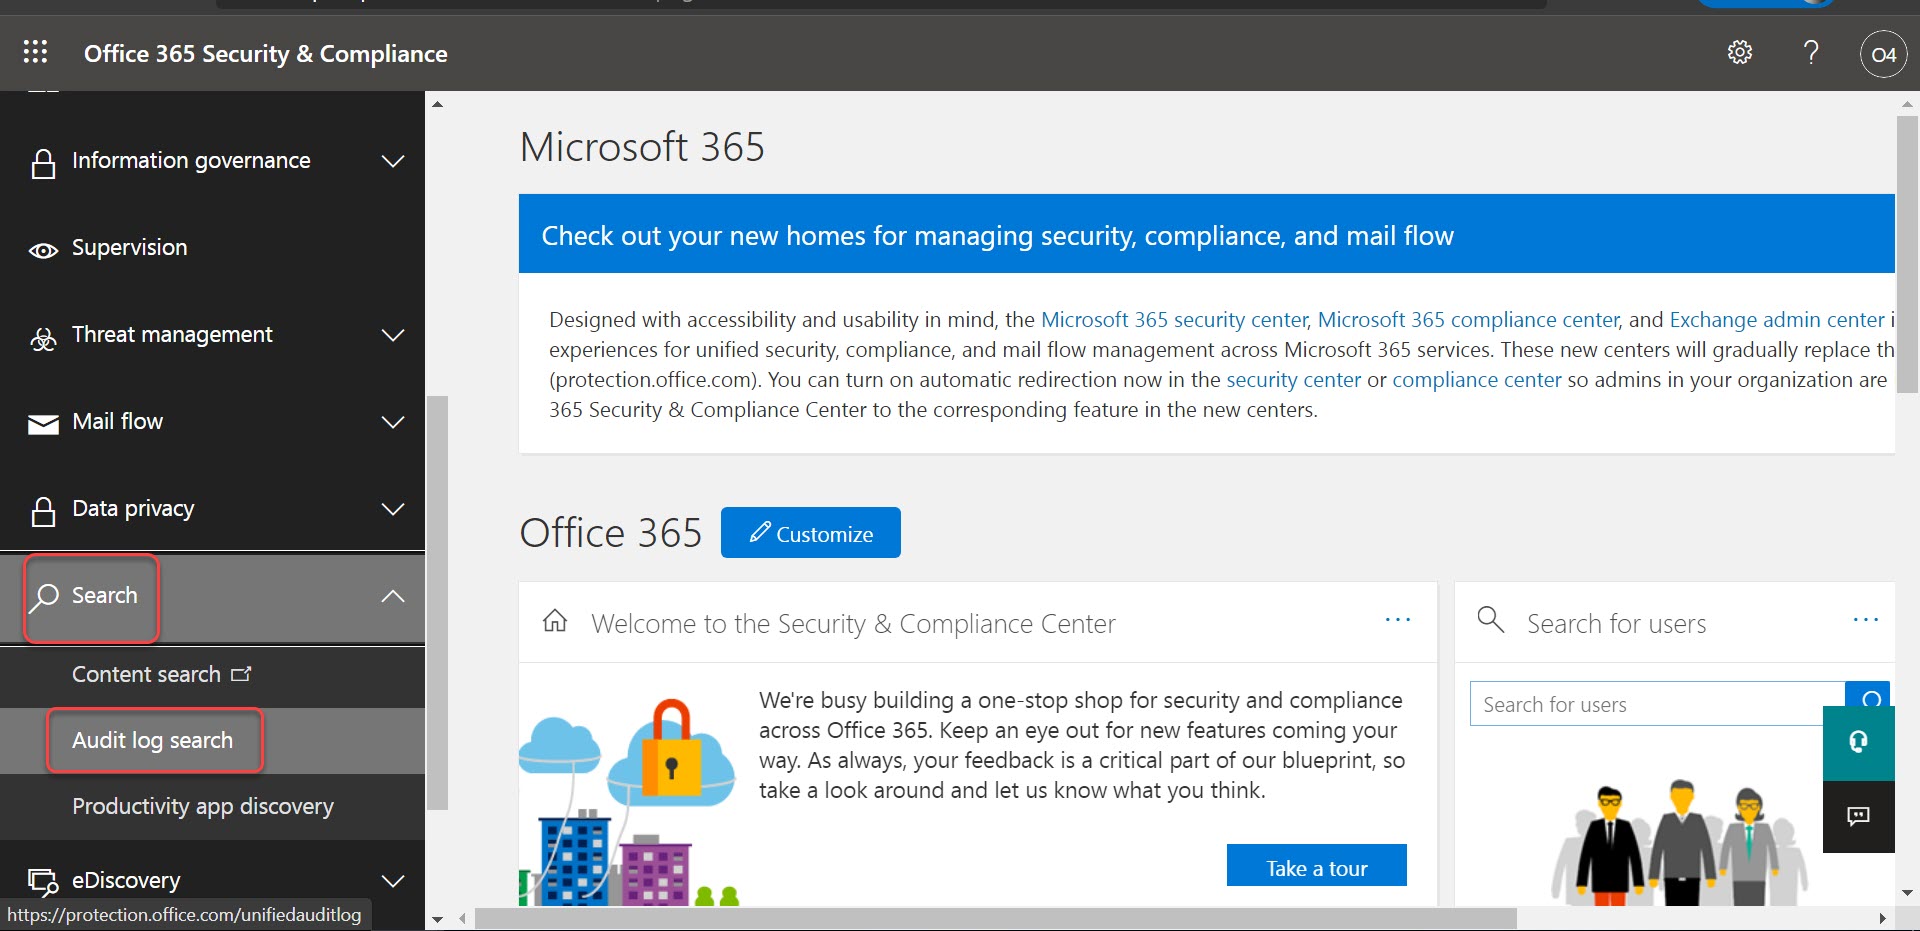 Office 365 Security & Compliance
?
O4
Information governance
Supervision
Threat management
Mail flow
Data privacy
Search
Content search
Audit log search
Productivity app discovery
eDiscovery
https://protection.office.com/unifiedauditlog
Microsoft 365
Check out your new homes for managing security, compliance, and mail flow
Designed with accessibility and usability in mind, the Microsoft 365 security center, Microsoft 365 compliance center, and Exchange admin center i
experiences for unified security, compliance, and mail flow management across Microsoft 365 services. These new centers will gradually replace th
(protection.office.com). You can turn on automatic redirection now in the security center or compliance center so admins in your organization are
365 Security & Compliance Center to the corresponding feature in the new centers.
Office 365
Customize
Welcome to the Security & Compliance Center
...
We're busy building a one-stop shop for security and compliance
across Office 365. Keep an eye out for new features coming your
way. As always, your feedback is a critical part of our blueprint, so
take a look around and let us know what you think.
Take a tour
Search for users
...
Search for users